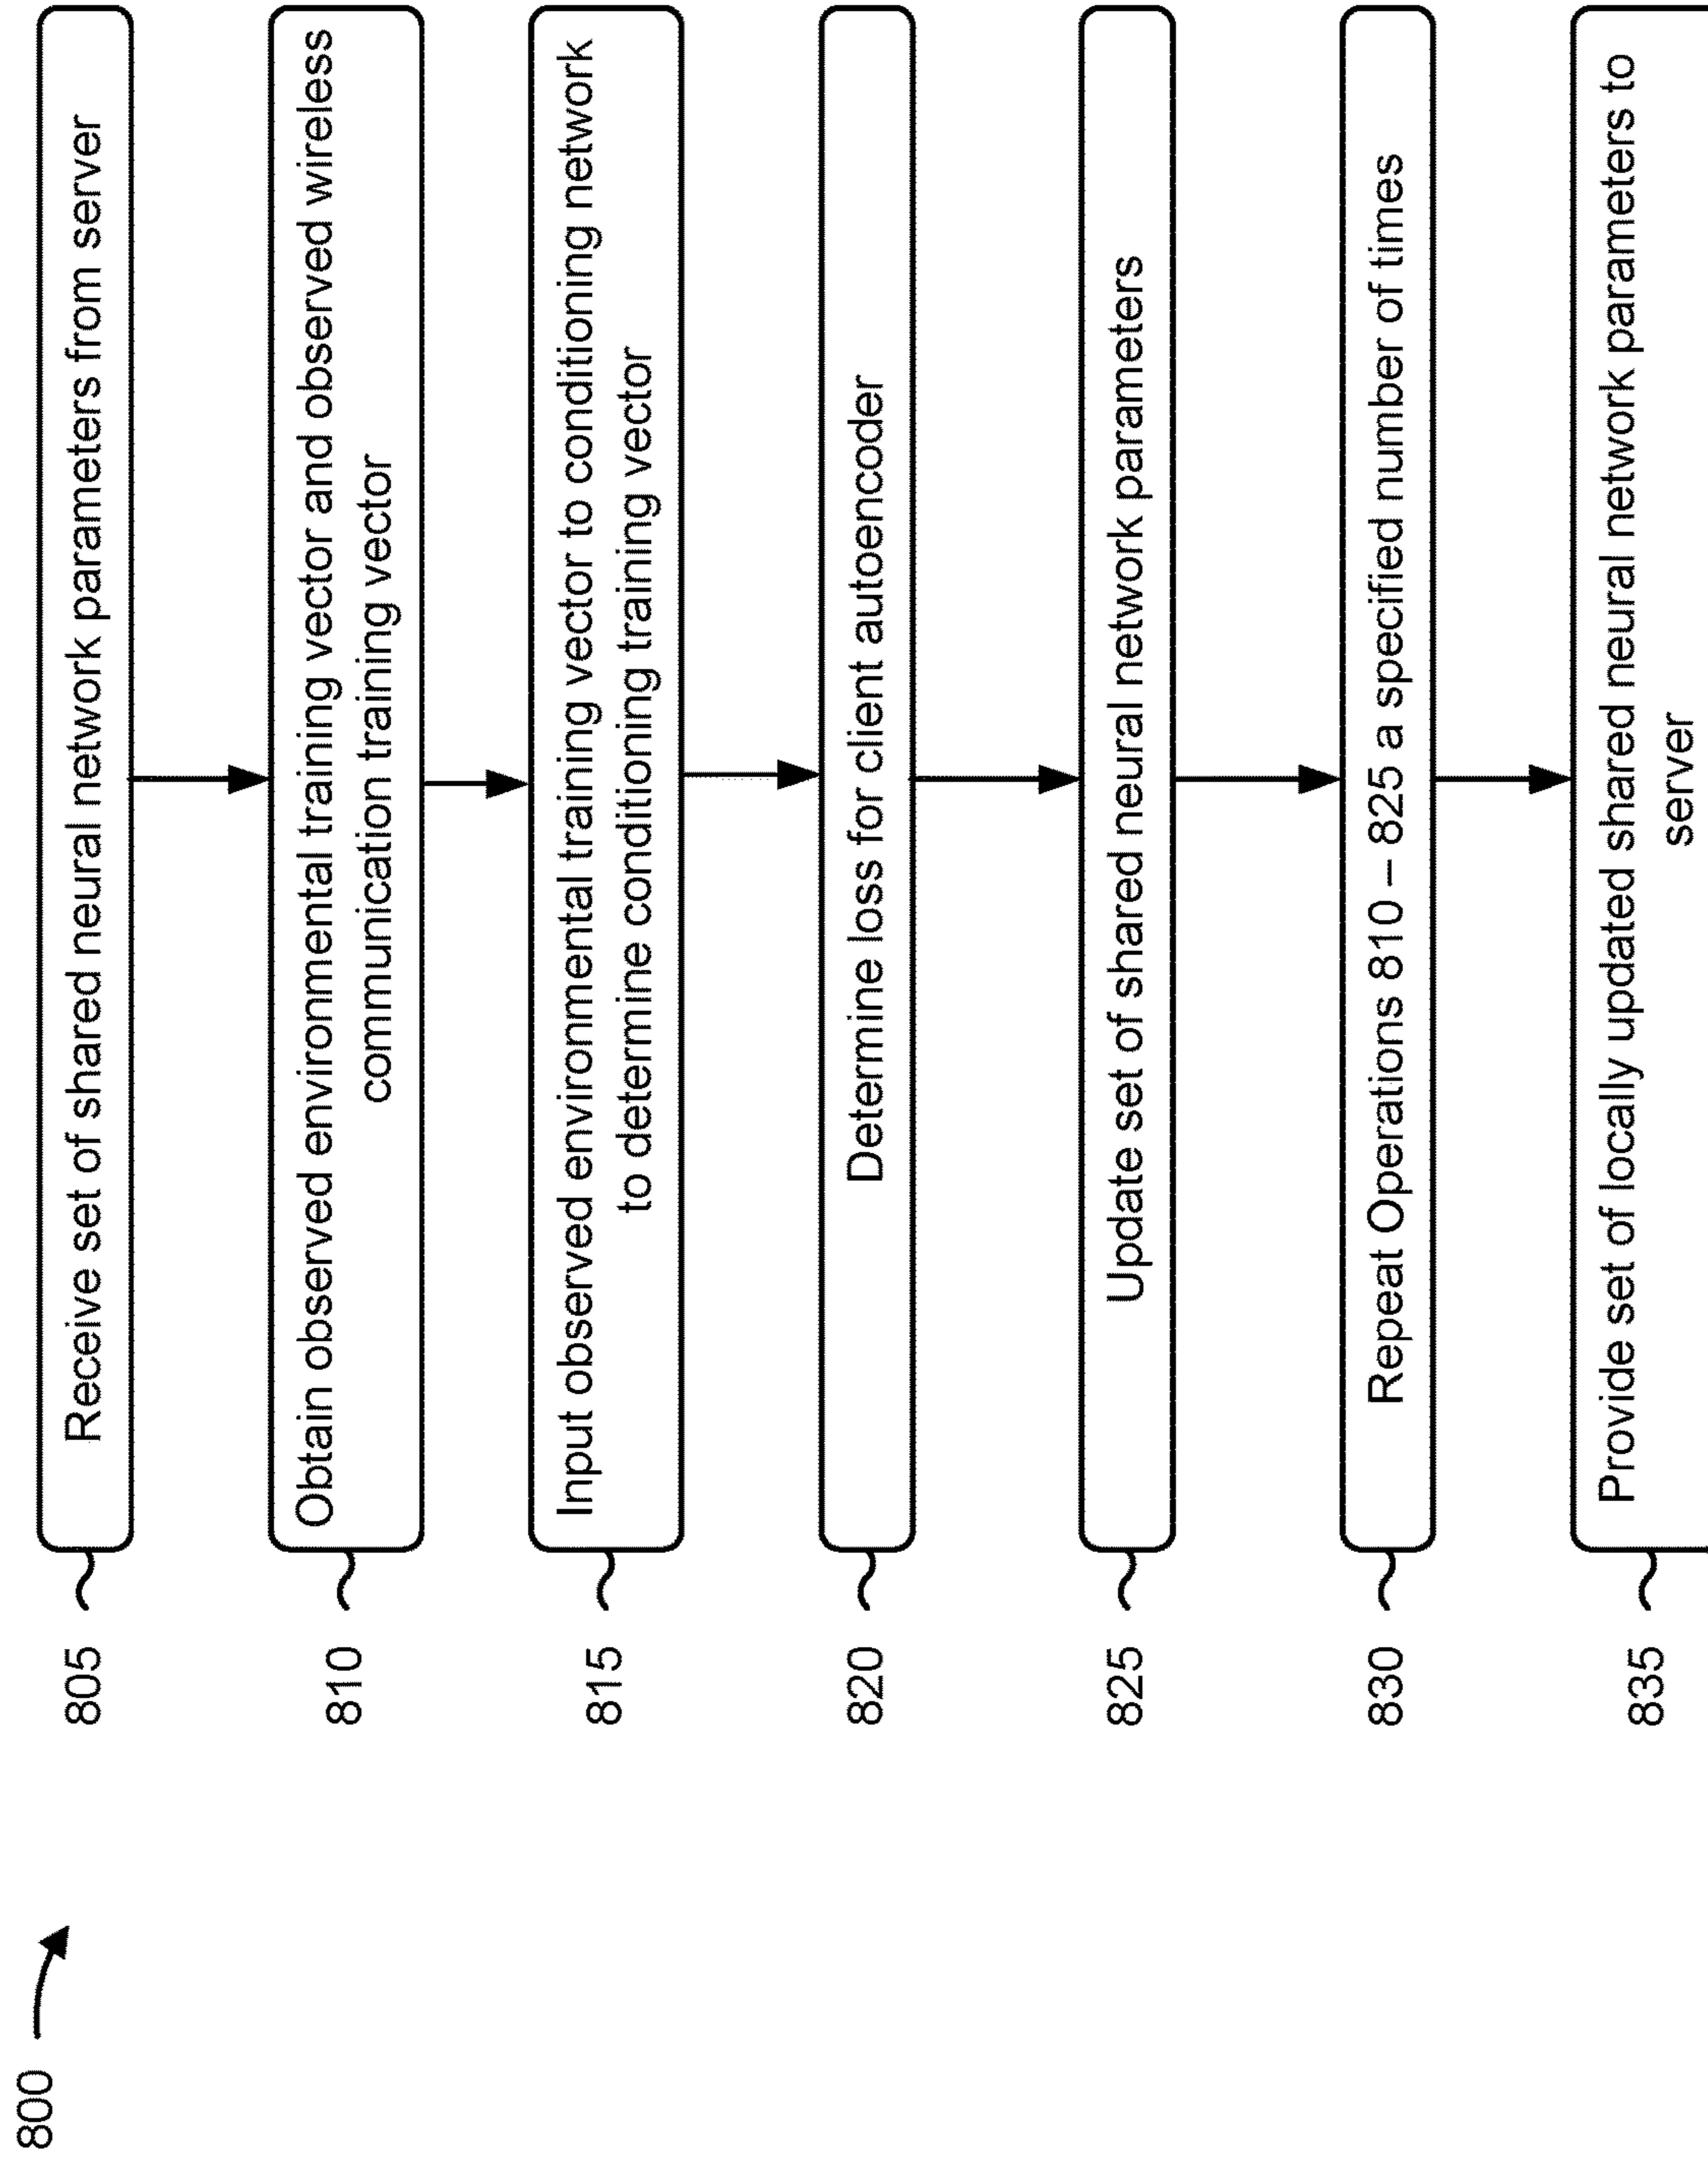 800
805
Receive set of shared neural network parameters from server
810
Obtain observed environmental training vector and observed wireless
communication training vector
815
Input observed environmental training vector to conditioning network
to determine conditioning training vector
820
Determine loss for client autoencoder
825
Update set of shared neural network parameters
830
Repeat Operations 810 – 825 a specified number of times
835
Provide set of locally updated shared neural network parameters to
server